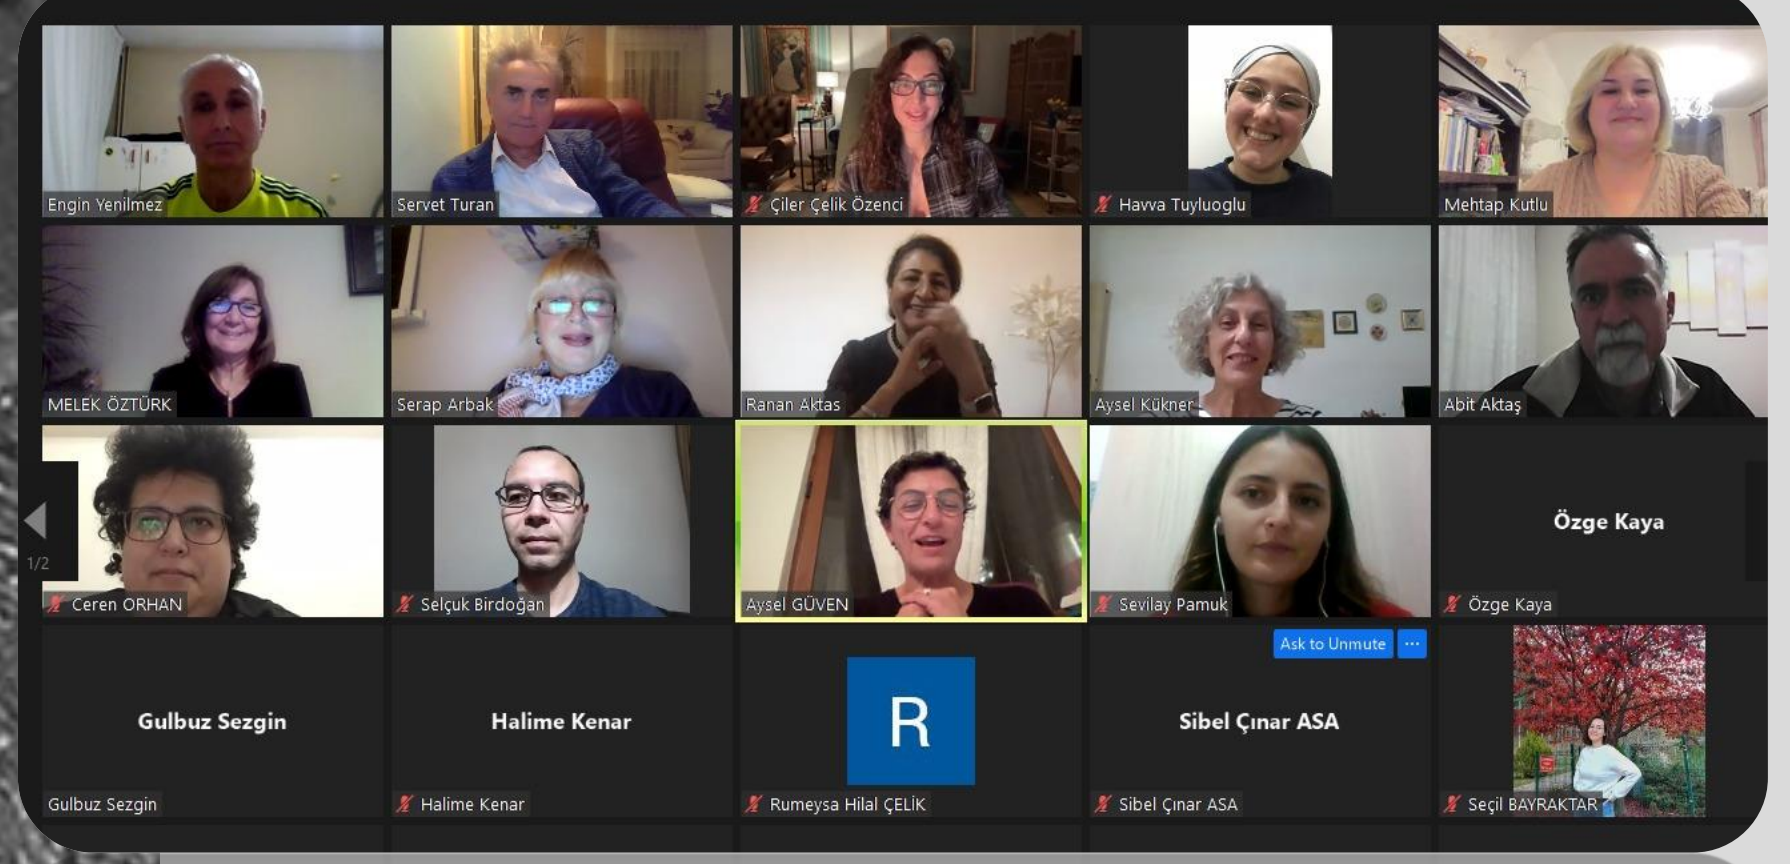 Engin Yenilmez
Servet Turan
Çiler Çelik Özenci
Havva Tuyluoglu
Mehtap Kutlu
MELEK ÖZTÜRK
Serap Arbak
Ranan Aktas
Aysel Kükner
Abit Aktaş
1/2
Ceren ORHAN
Selçuk Birdoğan
Aysel GÜVEN
Sevilay Pamuk
Özge Kaya
Özge Kaya
Ask to Unmute ...
Gulbuz Sezgin
Halime Kenar
R
Sibel Çınar ASA
Gulbuz Sezgin
Halime Kenar
Rumeysa Hilal ÇELİK
Sibel Çınar ASA
Seçil BAYRAKTAR